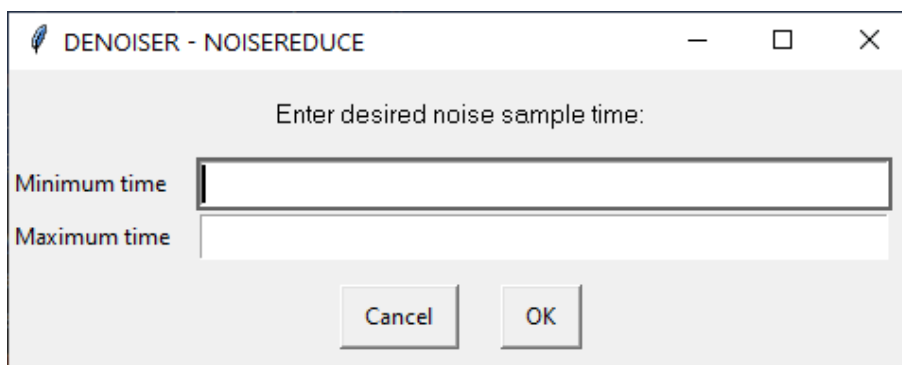 DENOISER - NOISEREDUCE
Enter desired noise sample time:
Minimum time
Maximum time
Cancel OK